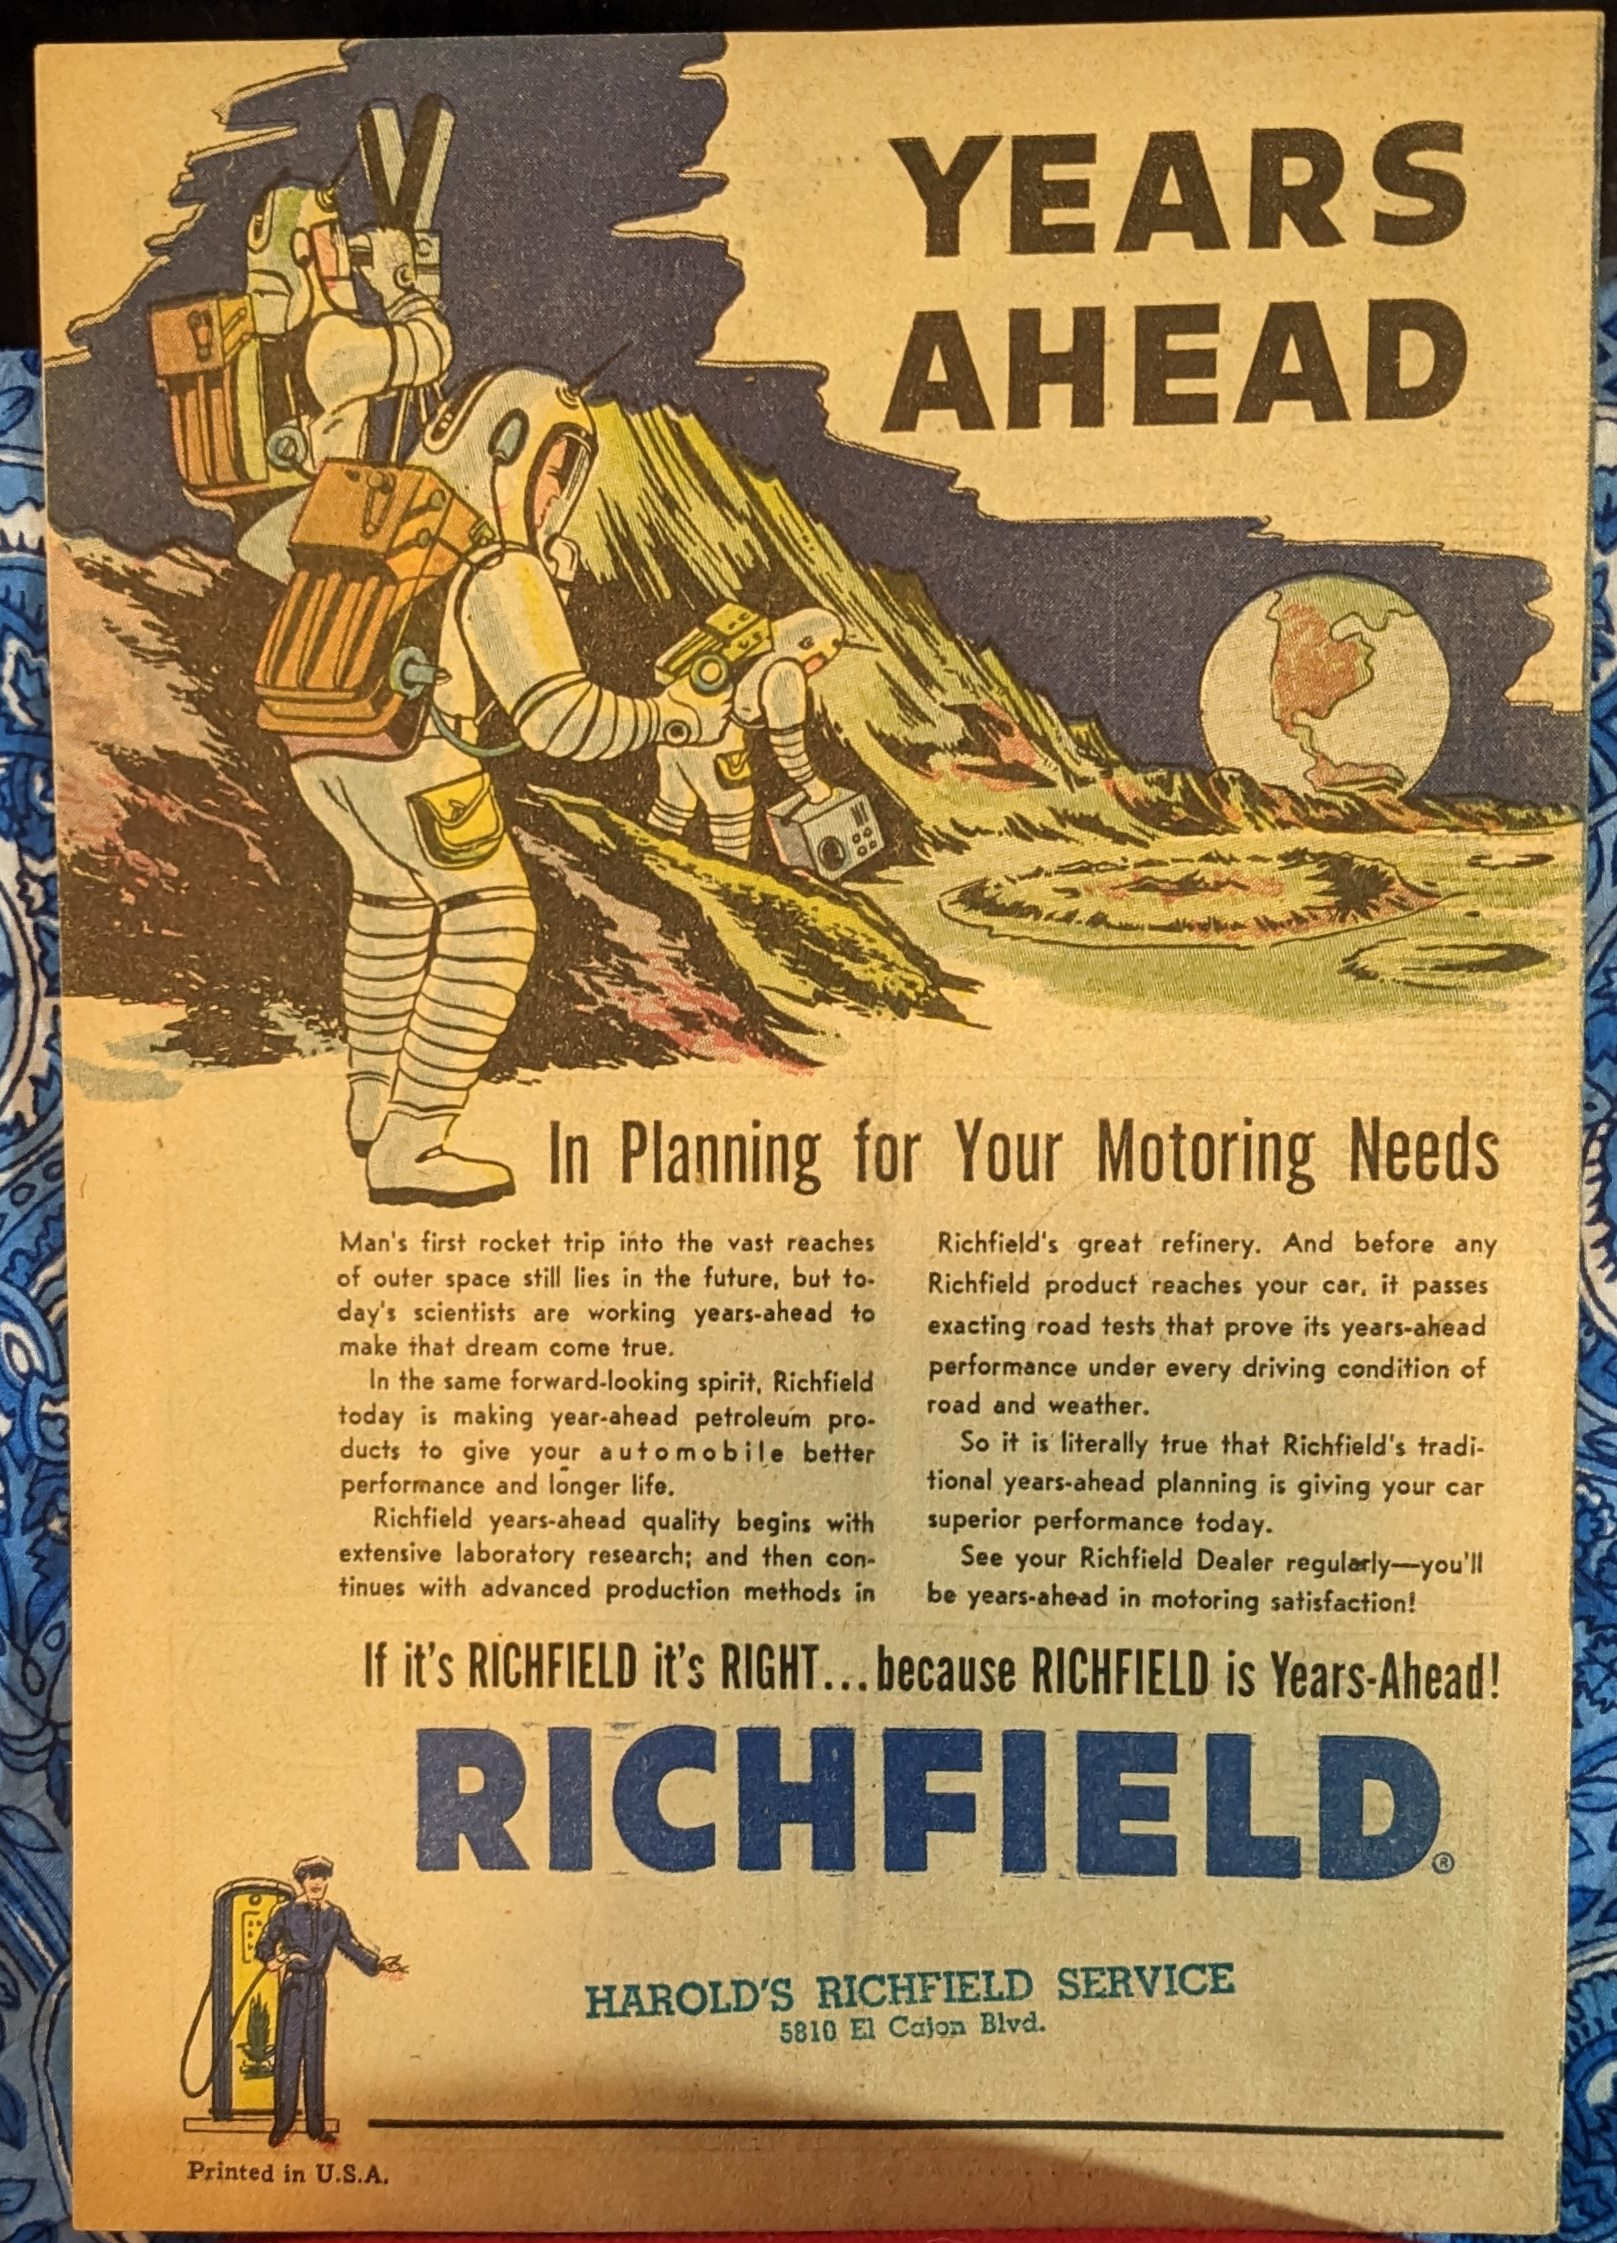 YEARS
AHEAD
In Planning for Your Motoring Needs
Man's first rocket trip into the vast reaches
of outer space still lies in the future, but to-
day's scientists are working years-ahead to
make that dream come true.
In the same forward-looking spirit, Richfield
today is making year-ahead petroleum pro-
ducts to give your automobile better
performance and longer life.
Richfield years-ahead quality begins with
extensive laboratory research; and then con-
tinues with advanced production methods in
Richfield's great refinery. And before any
Richfield product reaches your car, it passes
exacting road tests that prove its years-ahead
performance under every driving condition of
road and weather.
So it is literally true that Richfield's tradi-
tional years-ahead planning is giving your car
superior performance today.
See your Richfield Dealer regularly—you'll
be years-ahead in motoring satisfaction!
If it's RICHFIELD it's RIGHT...because RICHFIELD is Years-Ahead!
RICHFIELD®
HAROLD'S RICHFIELD SERVICE
5810 El Cajon Blvd.
Printed in U.S.A.